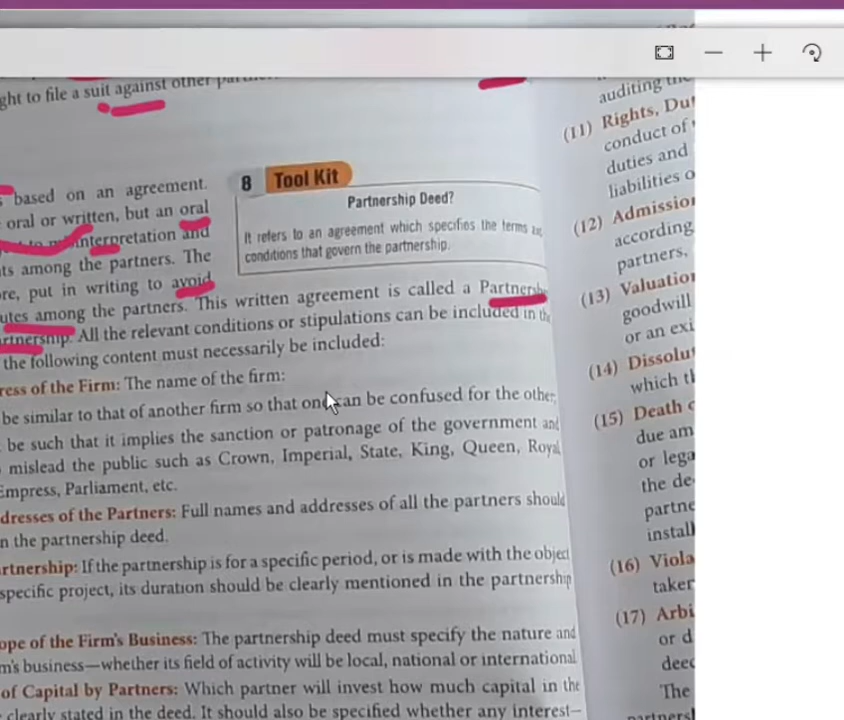 ght to file a suit against other
based on an agreement.
oral or written, but an oral
interpretation and
ts among the partners. The
re, put in writing to avoid
utes among the partners. This written agreement is called a Partnersh
rtnership. All the relevant conditions or stipulations can be included in the
the following content must necessarily be included:
8 Tool Kit
Partnership Deed?
It refers to an agreement which specifies the terms
conditions that govern the partnership.
ress of the Firm: The name of the firm:
be similar to that of another firm so that one can be confused for the other,
be such that it implies the sanction or patronage of the government and
mislead the public such as Crown, Imperial, State, King, Queen, Royal
Empress, Parliament, etc.
dresses of the Partners: Full names and addresses of all the partners should
n the partnership deed.
rtnership: If the partnership is for a specific period, or is made with the object
specific project, its duration should be clearly mentioned in the partnership
ope of the Firm's Business: The partnership deed must specify the nature and
m's business—whether its field of activity will be local, national or international
of Capital by Partners: Which partner will invest how much capital in the
clearly stated in the deed. It should also be specified whether any interest—
auditing the
(11) Rights, Dut
conduct of
duties and
liabilities o
(12) Admission
according
partners,
(13) Valuation
goodwill
or an exi
(14) Dissolut
which th
(15) Death o
due am
or lega
the de
partne
install
(16) Viola
taken
(17) Arbi
or d
deed
The
partners